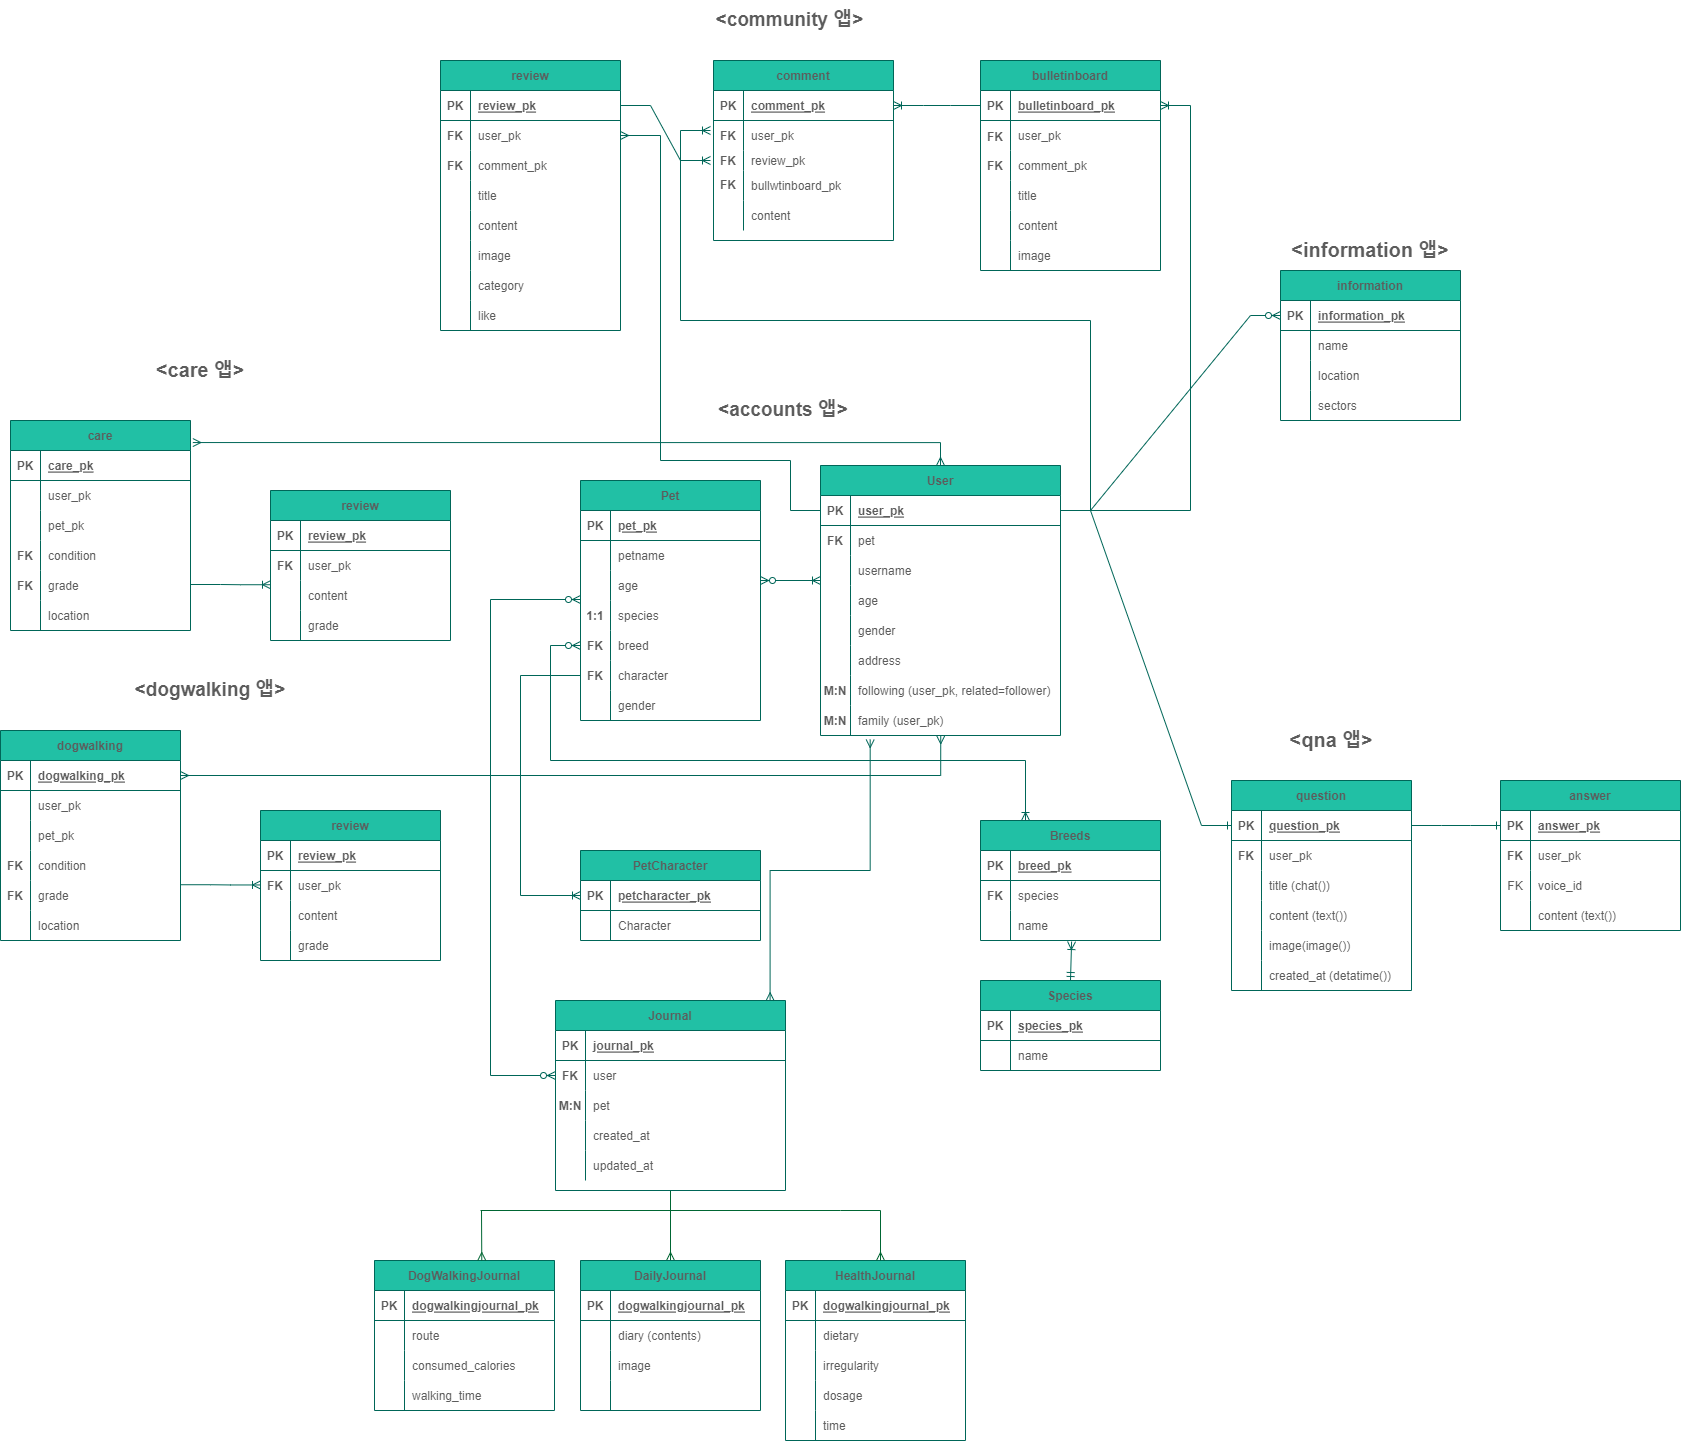 <community 앱>
review
PK review_pk
FK user_pk
FK comment_pk
title
content
image
category
like
comment
PK comment_pk
FK user_pk
FK review_pk
FK bullwtinboard_pk
content
bulletinboard
PK bulletinboard_pk
FK user_pk
FK comment_pk
title
content
image
<information 앱>
information
PK information_pk
name
location
sectors
<care 앱>
care
PK care_pk
user_pk
pet_pk
FK condition
FK grade
location
review
PK review_pk
FK user_pk
content
grade
<accounts 앱>
Pet
PK pet_pk
petname
age
1:1 species
FK breed
FK character
gender
User
PK user_pk
FK pet
username
age
gender
address
M:N following (user_pk, related=follower)
M:N family (user_pk)
<dogwalking 앱>
dogwalking
PK dogwalking_pk
user_pk
pet_pk
FK condition
FK grade
location
review
PK review_pk
FK user_pk
content
grade
PetCharacter
PK petcharacter_pk
Character
Breeds
PK breed_pk
FK species
name
Species
PK species_pk
name
<qna 앱>
question
PK question_pk
FK user_pk
title (chat())
content (text())
image(image())
created_at (detatime())
answer
PK answer_pk
FK user_pk
FK voice_id
content (text())
Journal
PK journal_pk
FK user
M:N pet
created_at
updated_at
DogWalkingJournal
PK dogwalkingjournal_pk
route
consumed_calories
walking_time
DailyJournal
PK dogwalkingjournal_pk
diary (contents)
image
HealthJournal
PK dogwalkingjournal_pk
dietary
irregularity
dosage
time